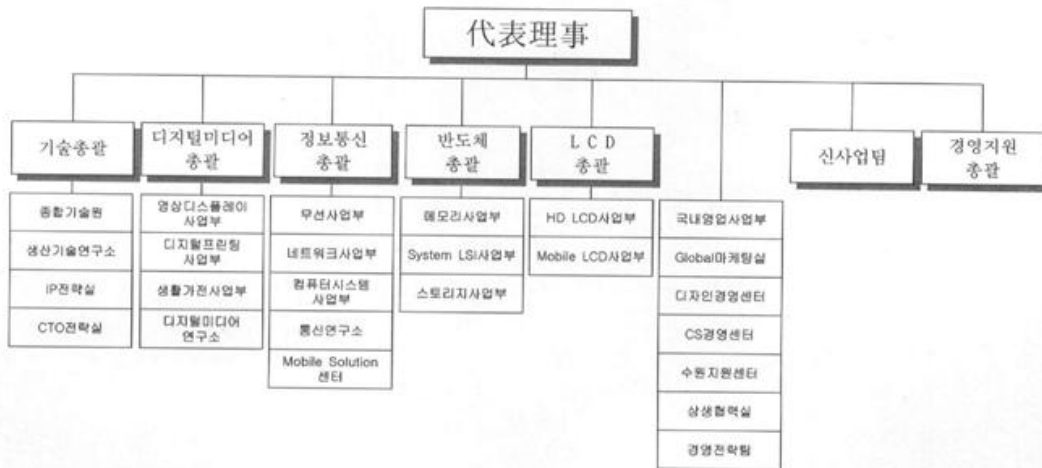 代表理事
기술총괄
디지털미디어
총괄
정보통신
총괄
반도체
총괄
L C D
총괄
신사업팀
경영지원
총괄
종합기술원
생산기술연구소
IP전략실
CTO전략실
영상디스플레이
사업부
디지털프린팅
사업부
생활가전사업부
디지털미디어
연구소
무선사업부
네트워크사업부
컴퓨터시스템
사업부
통신연구소
Mobile Solution
센터
메모리사업부
System LSI사업부
스토리지사업부
HD LCD사업부
Mobile LCD사업부
국내영업사업부
Global마케팅실
디자인경영센터
CS경영센터
수원지원센터
상생협력실
경영전략팀